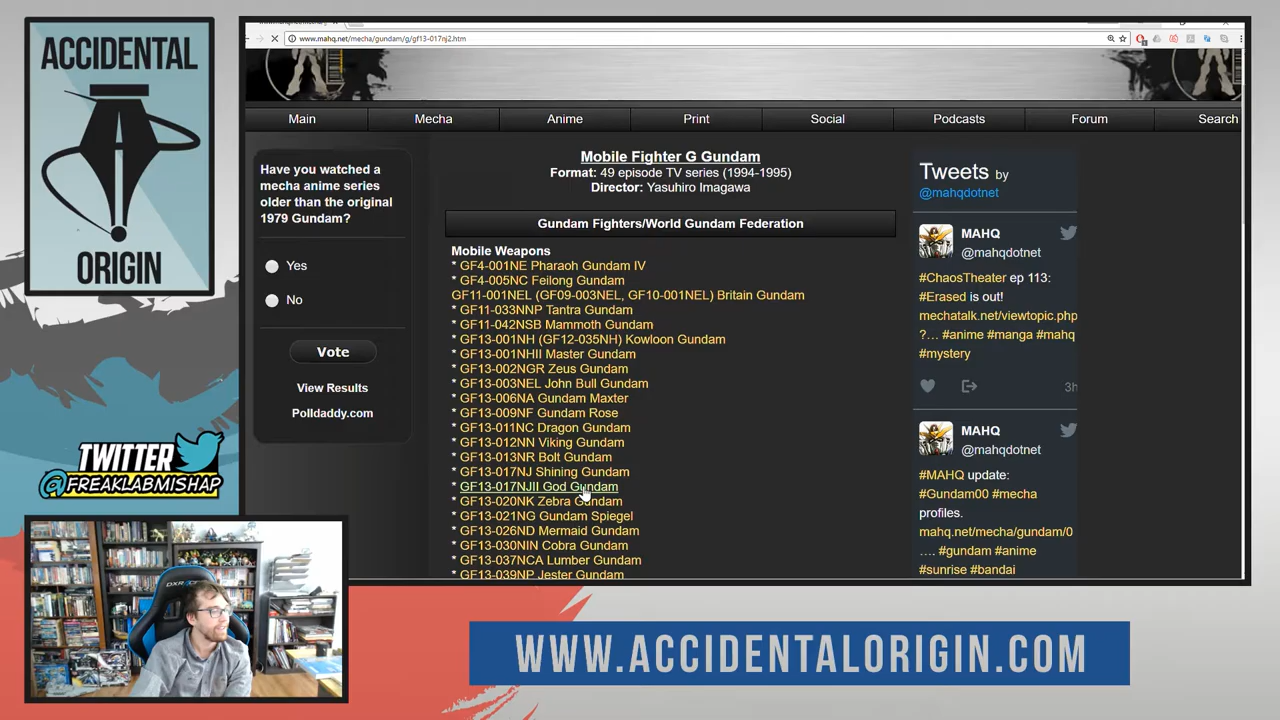 ACCIDENTAL
ORIGIN
TWITTER
@FREAKLABMISHAP
www.mahq.net/mecha/gundam/g/gf13-017nj2.htm
Main Mecha Anime Print Social Podcasts Forum Search
Have you watched a
mecha anime series
older than the original
1979 Gundam?
Yes
No
Vote
View Results
Polldaddy.com
Mobile Fighter G Gundam
Format: 49 episode TV series (1994-1995)
Director: Yasuhiro Imagawa
Gundam Fighters/World Gundam Federation
Mobile Weapons
* GF4-001NE Pharaoh Gundam IV
* GF4-005NC Feilong Gundam
GF11-001NEL (GF09-003NEL, GF10-001NEL) Britain Gundam
* GF11-033NNP Tantra Gundam
* GF11-042NSB Mammoth Gundam
* GF13-001NH (GF12-035NH) Kowloon Gundam
* GF13-001NHII Master Gundam
* GF13-002NGR Zeus Gundam
* GF13-003NEL John Bull Gundam
* GF13-006NA Gundam Maxter
* GF13-009NF Gundam Rose
* GF13-011NC Dragon Gundam
* GF13-012NN Viking Gundam
* GF13-013NR Bolt Gundam
* GF13-017NJ Shining Gundam
* GF13-017NJII God Gundam
* GF13-020NK Zebra Gundam
* GF13-021NG Gundam Spiegel
* GF13-026ND Mermaid Gundam
* GF13-030NIN Cobra Gundam
* GF13-037NCA Lumber Gundam
* GF13-039NP Jester Gundam
Tweets by
@mahqdotnet
MAHQ
@mahqdotnet
#ChaosTheater ep 113:
#Erased is out!
mechatalk.net/viewtopic.php
?… #anime #manga #mahq
#mystery
3h
MAHQ
@mahqdotnet
#MAHQ update:
#Gundam00 #mecha
profiles.
mahq.net/mecha/gundam/0
…. #gundam #anime
#sunrise #bandai
WWW.ACCIDENTALORIGIN.COM